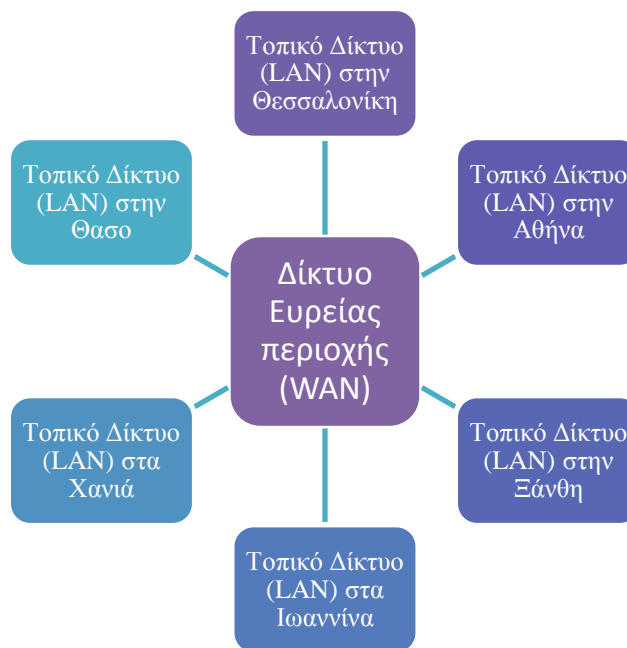 Τοπικό Δίκτυο
(LAN) στην
Θεσσαλονίκη
Τοπικό Δίκτυο
(LAN) στην
Θασο
Τοπικό Δίκτυο
(LAN) στην
Αθήνα
Δίκτυο
Ευρείας
περιοχής
(WAN)
Τοπικό Δίκτυο
(LAN) στα
Χανιά
Τοπικό Δίκτυο
(LAN) στην
Ξάνθη
Τοπικό Δίκτυο
(LAN) στα
Ιωαννίνα